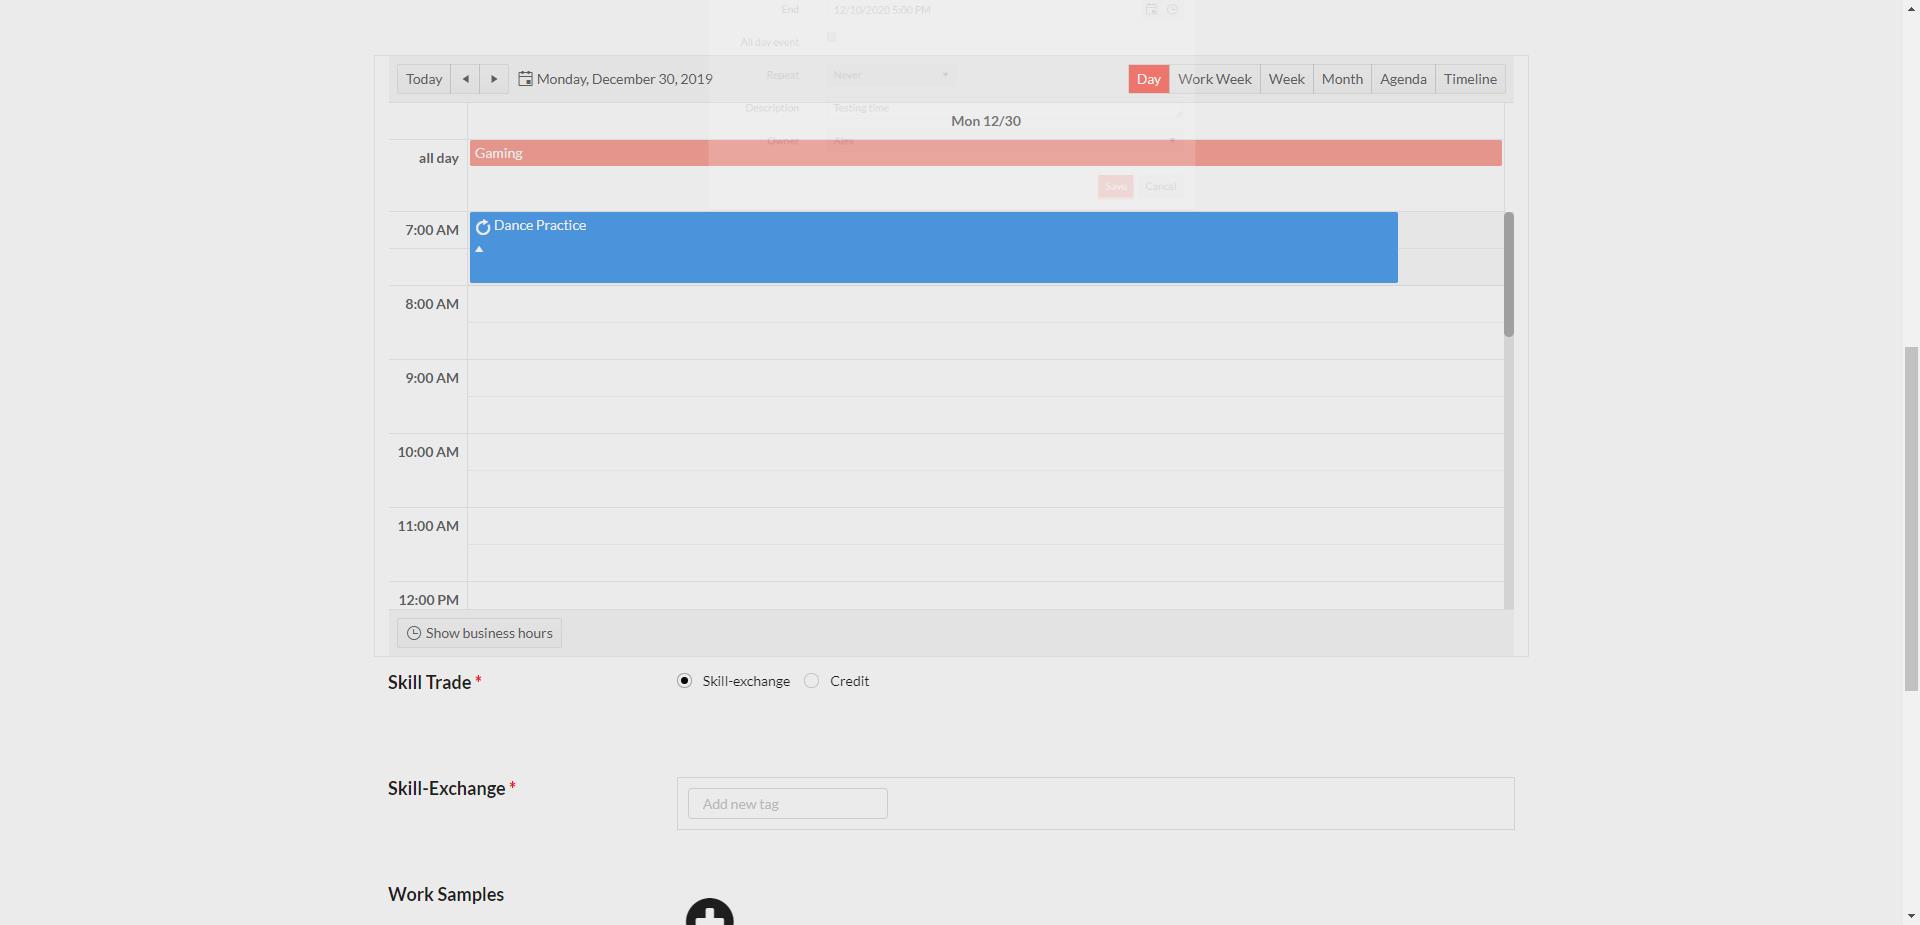 End 12/10/2020 5:00 PM
All day event
Today Monday, December 30, 2019 Day Work Week Week Month Agenda Timeline
Repeat Never
Description Testing time
Mon 12/30
Owner Alex
all day Gaming
Save Cancel
7:00 AM Dance Practice
8:00 AM
9:00 AM
10:00 AM
11:00 AM
12:00 PM
Show business hours
Skill Trade * Skill-exchange Credit
Skill-Exchange * Add new tag
Work Samples